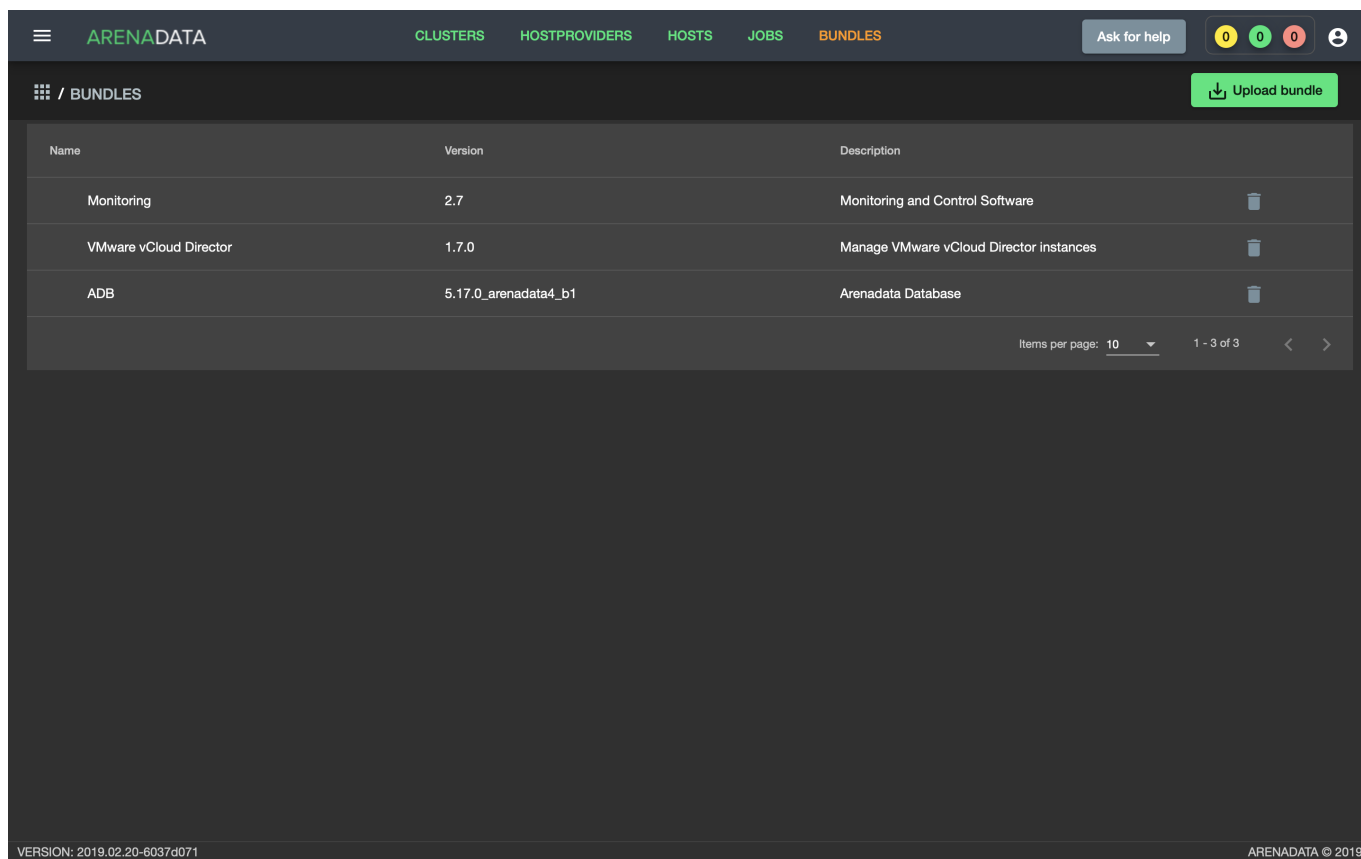 ARENADATA CLUSTERS HOSTPROVIDERS HOSTS JOBS BUNDLES Ask for help 0 0 0
/ BUNDLES Upload bundle
Name Version Description
Monitoring 2.7 Monitoring and Control Software
VMware vCloud Director 1.7.0 Manage VMware vCloud Director instances
ADB 5.17.0_arenadata4_b1 Arenadata Database
Items per page: 10 1 - 3 of 3
VERSION: 2019.02.20-6037d071 ARENADATA © 2019